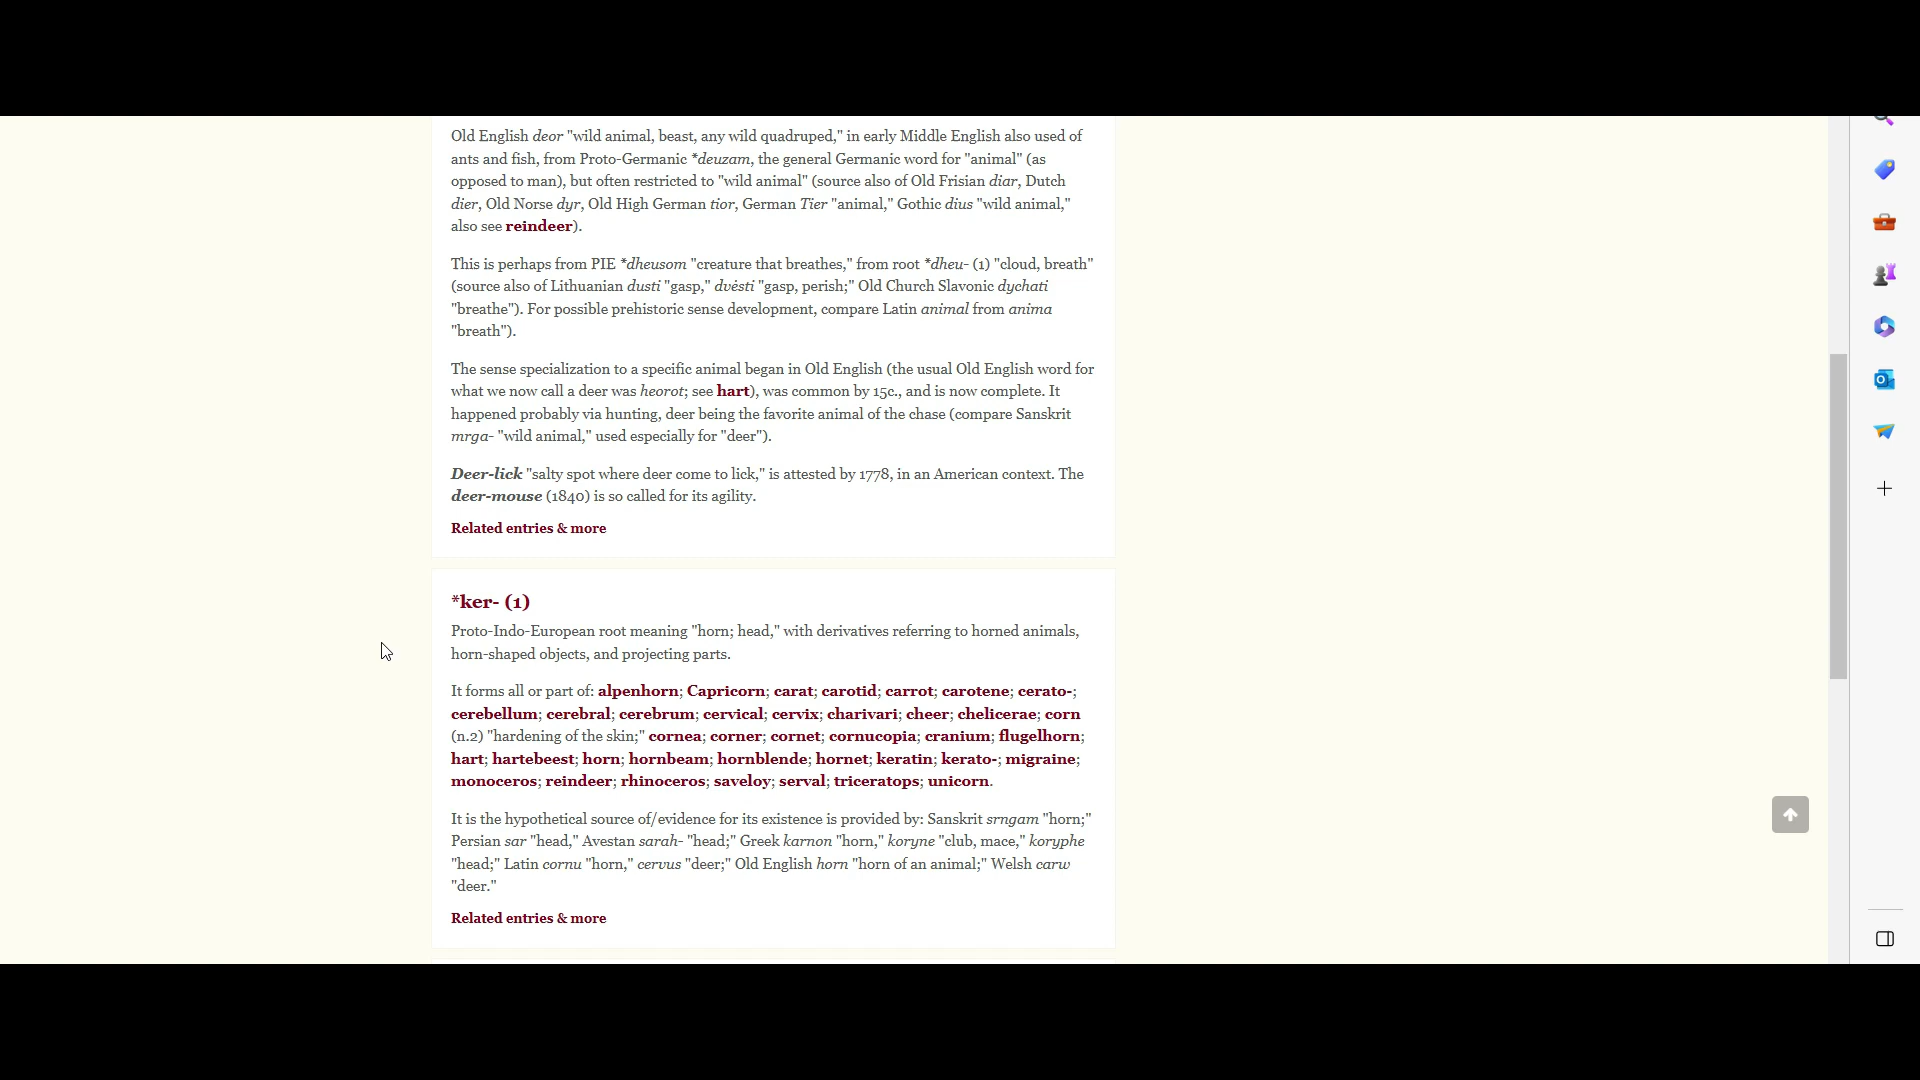 Old English deor "wild animal, beast, any wild quadruped," in early Middle English also used of
ants and fish, from Proto-Germanic *deuzam, the general Germanic word for "animal" (as
opposed to man), but often restricted to "wild animal" (source also of Old Frisian diar, Dutch
dier, Old Norse dyr, Old High German tior, German Tier "animal," Gothic dius "wild animal,"
also see reindeer).
This is perhaps from PIE *dheusom "creature that breathes," from root *dheu- (1) "cloud, breath"
(source also of Lithuanian dusti "gasp," dvėsti "gasp, perish;" Old Church Slavonic dychati
"breathe"). For possible prehistoric sense development, compare Latin animal from anima
"breath").
The sense specialization to a specific animal began in Old English (the usual Old English word for
what we now call a deer was heorot; see hart), was common by 15c., and is now complete. It
happened probably via hunting, deer being the favorite animal of the chase (compare Sanskrit
mrga- "wild animal," used especially for "deer").
Deer-lick "salty spot where deer come to lick," is attested by 1778, in an American context. The
deer-mouse (1840) is so called for its agility.
Related entries & more
*ker- (1)
Proto-Indo-European root meaning "horn; head," with derivatives referring to horned animals,
horn-shaped objects, and projecting parts.
It forms all or part of: alpenhorn; Capricorn; carat; carotid; carrot; carotene; cerato-;
cerebellum; cerebral; cerebrum; cervical; cervix; charivari; cheer; chelicerae; corn
(n.2) "hardening of the skin;" cornea; corner; cornet; cornucopia; cranium; flugelhorn;
hart; hartebeest; horn; hornbeam; hornblende; hornet; keratin; kerato-; migraine;
monoceros; reindeer; rhinoceros; saveloy; serval; triceratops; unicorn.
It is the hypothetical source of/evidence for its existence is provided by: Sanskrit srngam "horn;"
Persian sar "head," Avestan sarah- "head;" Greek karnon "horn," koryne "club, mace," koryphe
"head;" Latin cornu "horn," cervus "deer;" Old English horn "horn of an animal;" Welsh carw
"deer."
Related entries & more